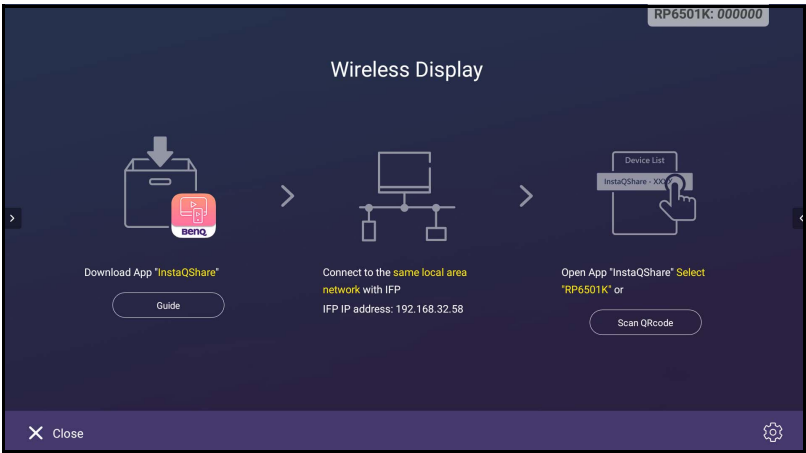 RP6501K: 000000
Wireless Display
BenQ
Device List
InstaQShare - XXX
Download App "InstaQShare"
Guide
Connect to the same local area
network with IFP
IFP IP address: 192.168.32.58
Open App "InstaQShare" Select
"RP6501K" or
Scan QRcode
Close